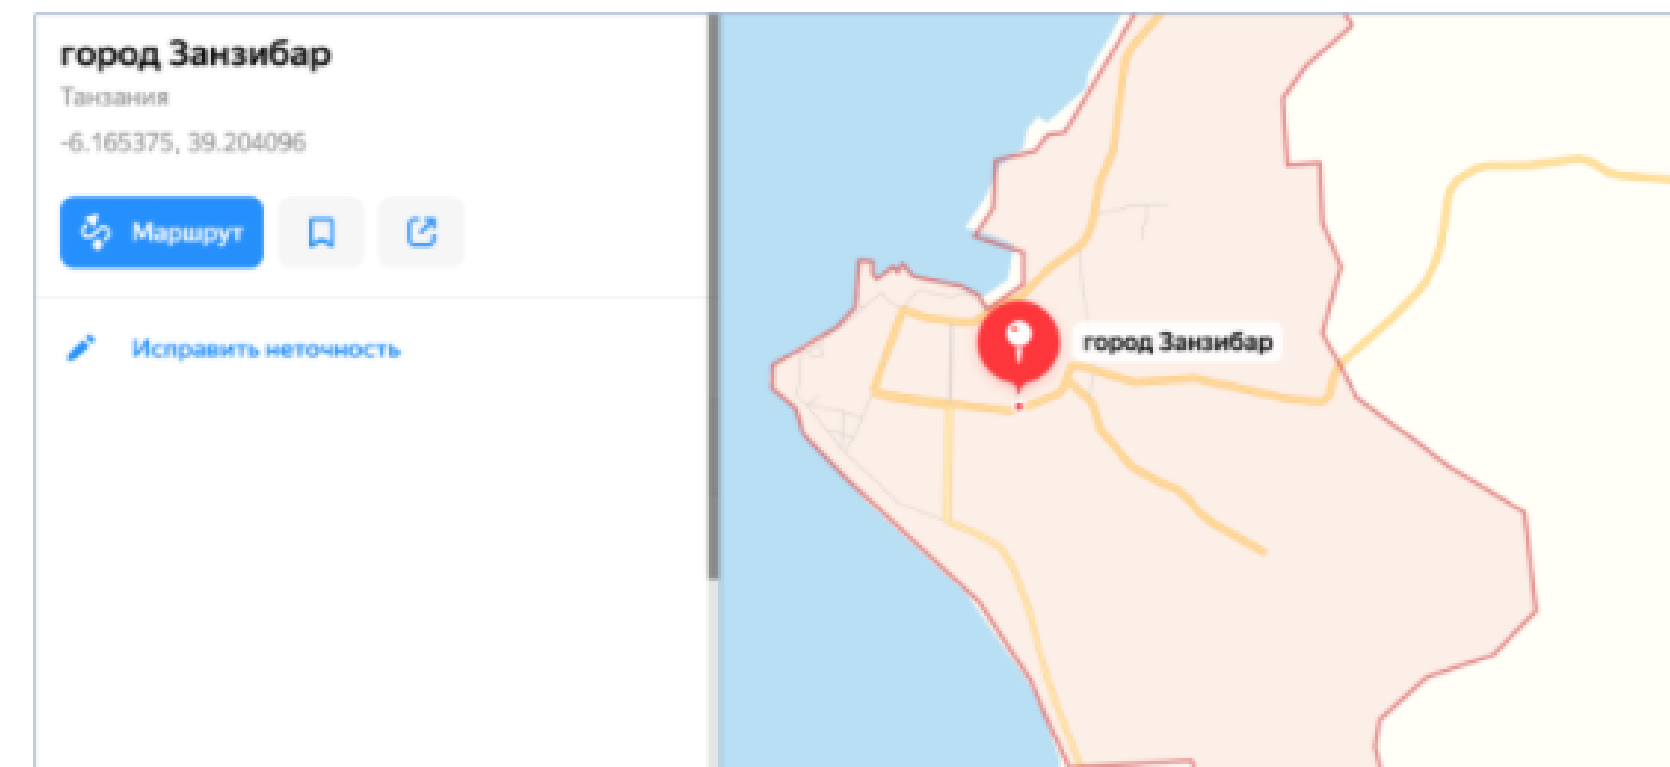 город Занзибар
Танзания
-6.165375, 39.204096
Маршрут
Исправить неточность
город Занзибар